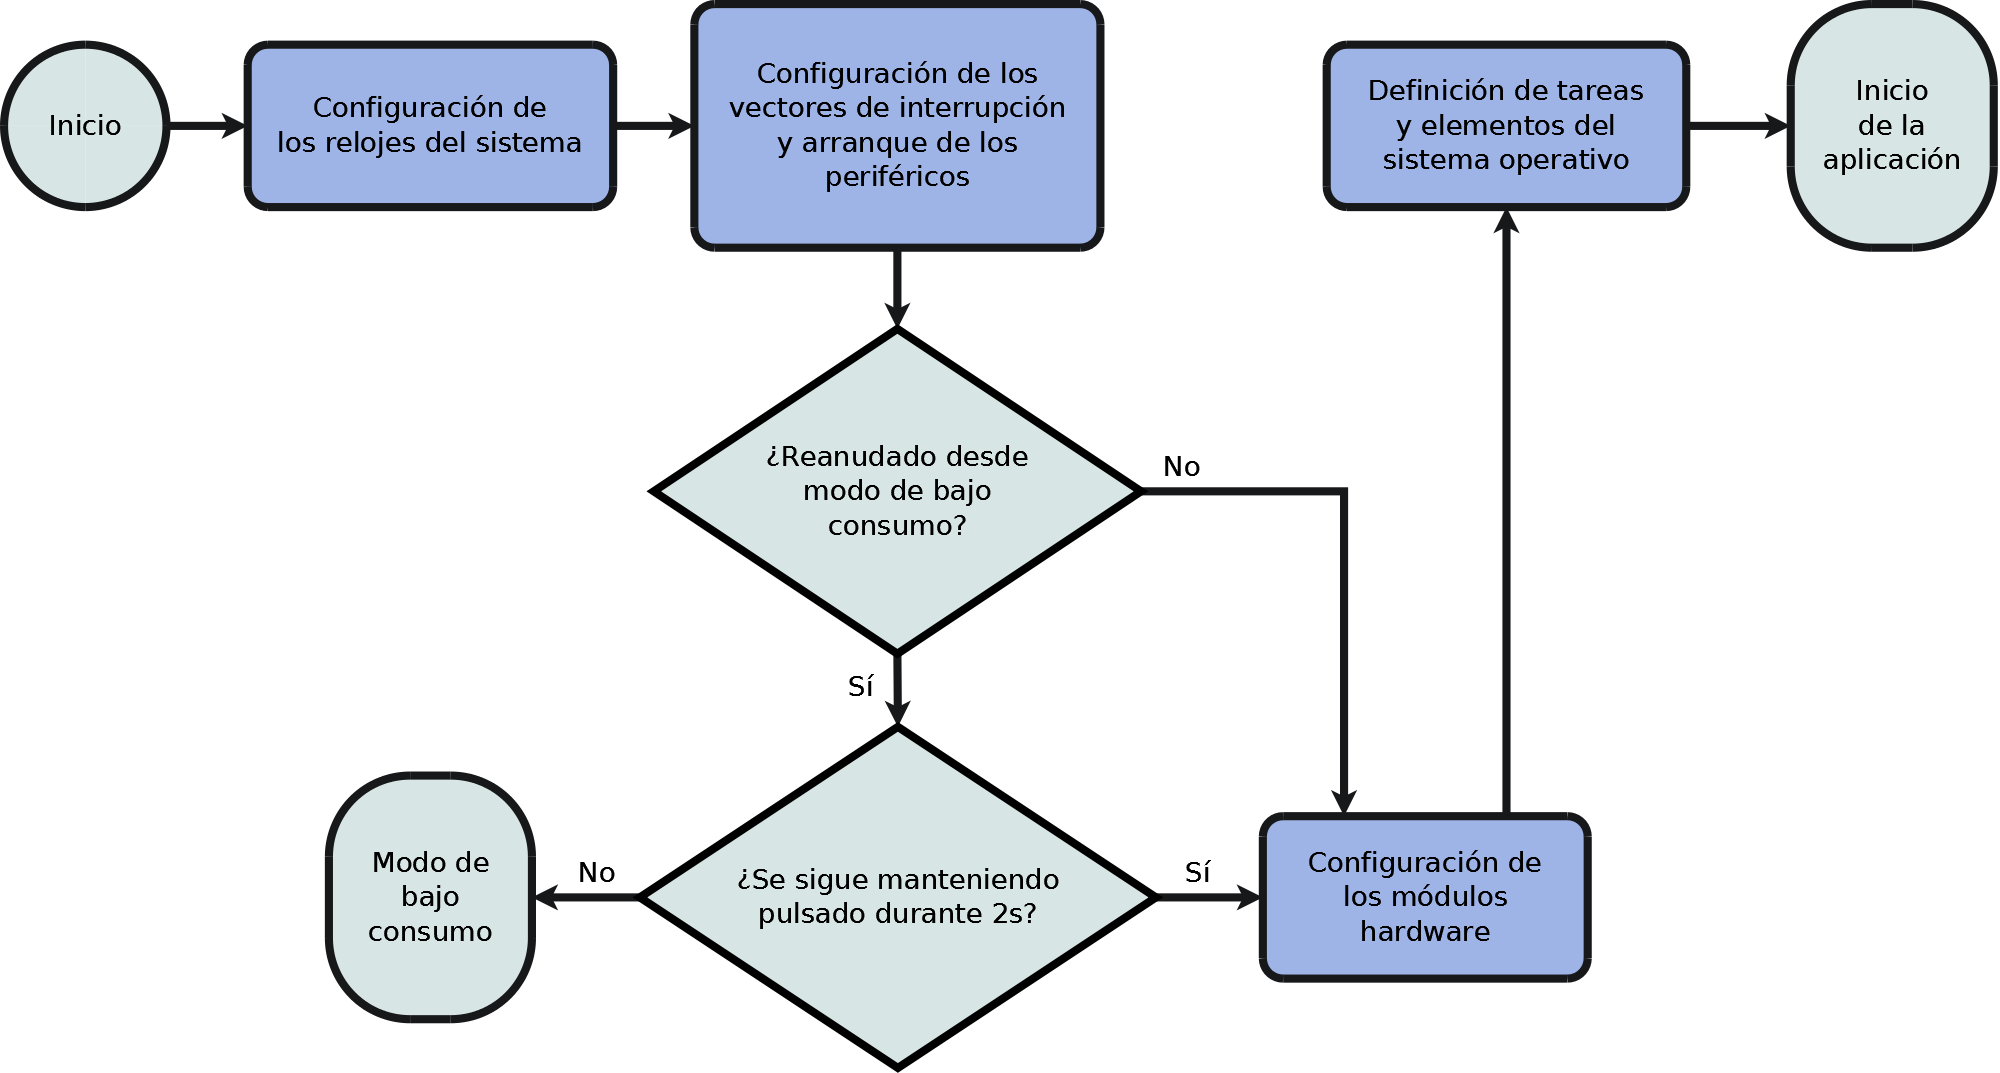 Inicio
Configuración de
los relojes del sistema
Configuración de los
vectores de interrupción
y arranque de los
periféricos
Definición de tareas
y elementos del
sistema operativo
Inicio
de la
aplicación
¿Reanudado desde
modo de bajo
consumo?
No
Sí
Modo de
bajo
consumo
No
¿Se sigue manteniendo
pulsado durante 2s?
Sí
Configuración de
los módulos
hardware